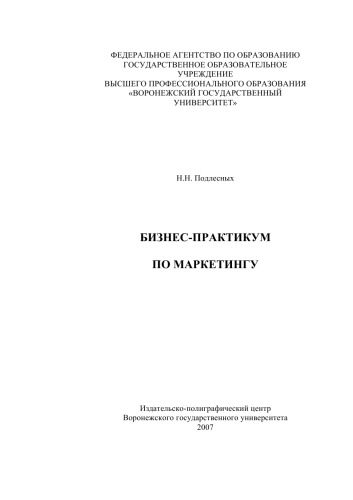 ФЕДЕРАЛЬНОЕ АГЕНТСТВО ПО ОБРАЗОВАНИЮ
ГОСУДАРСТВЕННОЕ ОБРАЗОВАТЕЛЬНОЕ
УЧРЕЖДЕНИЕ
ВЫСШЕГО ПРОФЕССИОНАЛЬНОГО ОБРАЗОВАНИЯ
«ВОРОНЕЖСКИЙ ГОСУДАРСТВЕННЫЙ
УНИВЕРСИТЕТ»
Н.Н. Подлесных
БИЗНЕС-ПРАКТИКУМ
ПО МАРКЕТИНГУ
Издательско-полиграфический центр
Воронежского государственного университета
2007